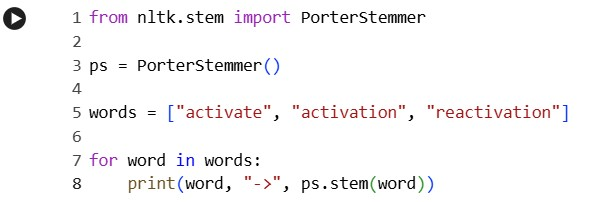 1 from nltk.stem import PorterStemmer
2
3 ps = PorterStemmer()
4
5 words = ["activate", "activation", "reactivation"]
6
7 for word in words:
8     print(word, "->", ps.stem(word))